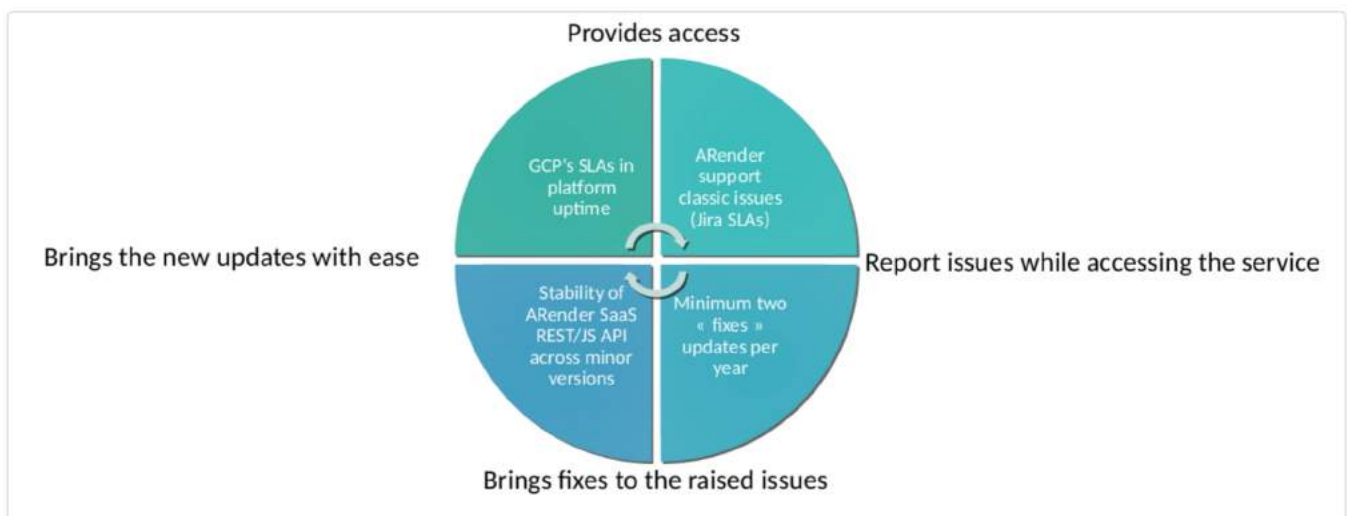 Provides access
GCP's SLAs in
platform
uptime
ARender
support
classic issues
(Jira SLAs)
Brings the new updates with ease
Report issues while accessing the service
Stability of
ARender SaaS
REST/JS API
across minor
versions
Minimum two
« fixes »
updates per
year
Brings fixes to the raised issues